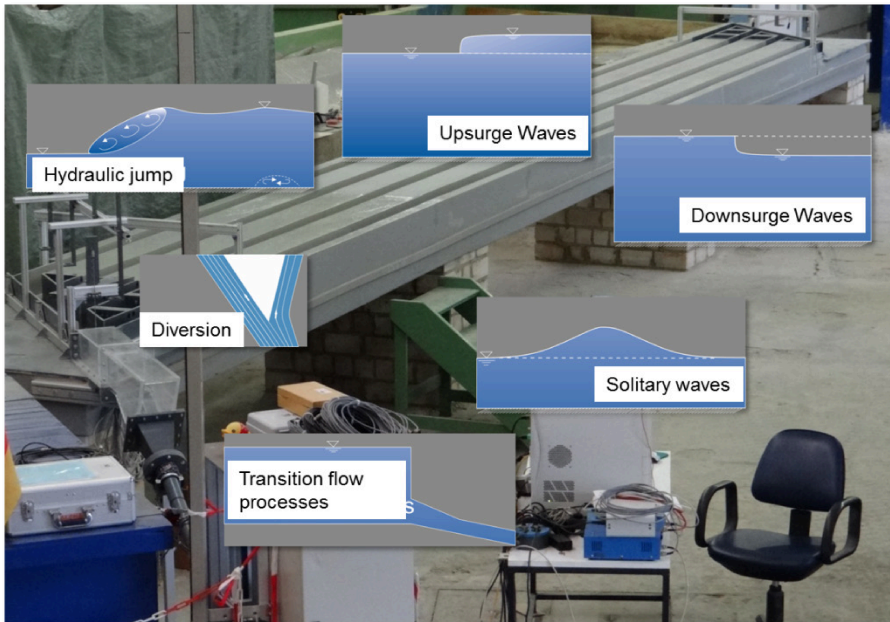 Upsurge Waves
Hydraulic jump
Downsurge Waves
Diversion
Solitary waves
Transition flow
processes